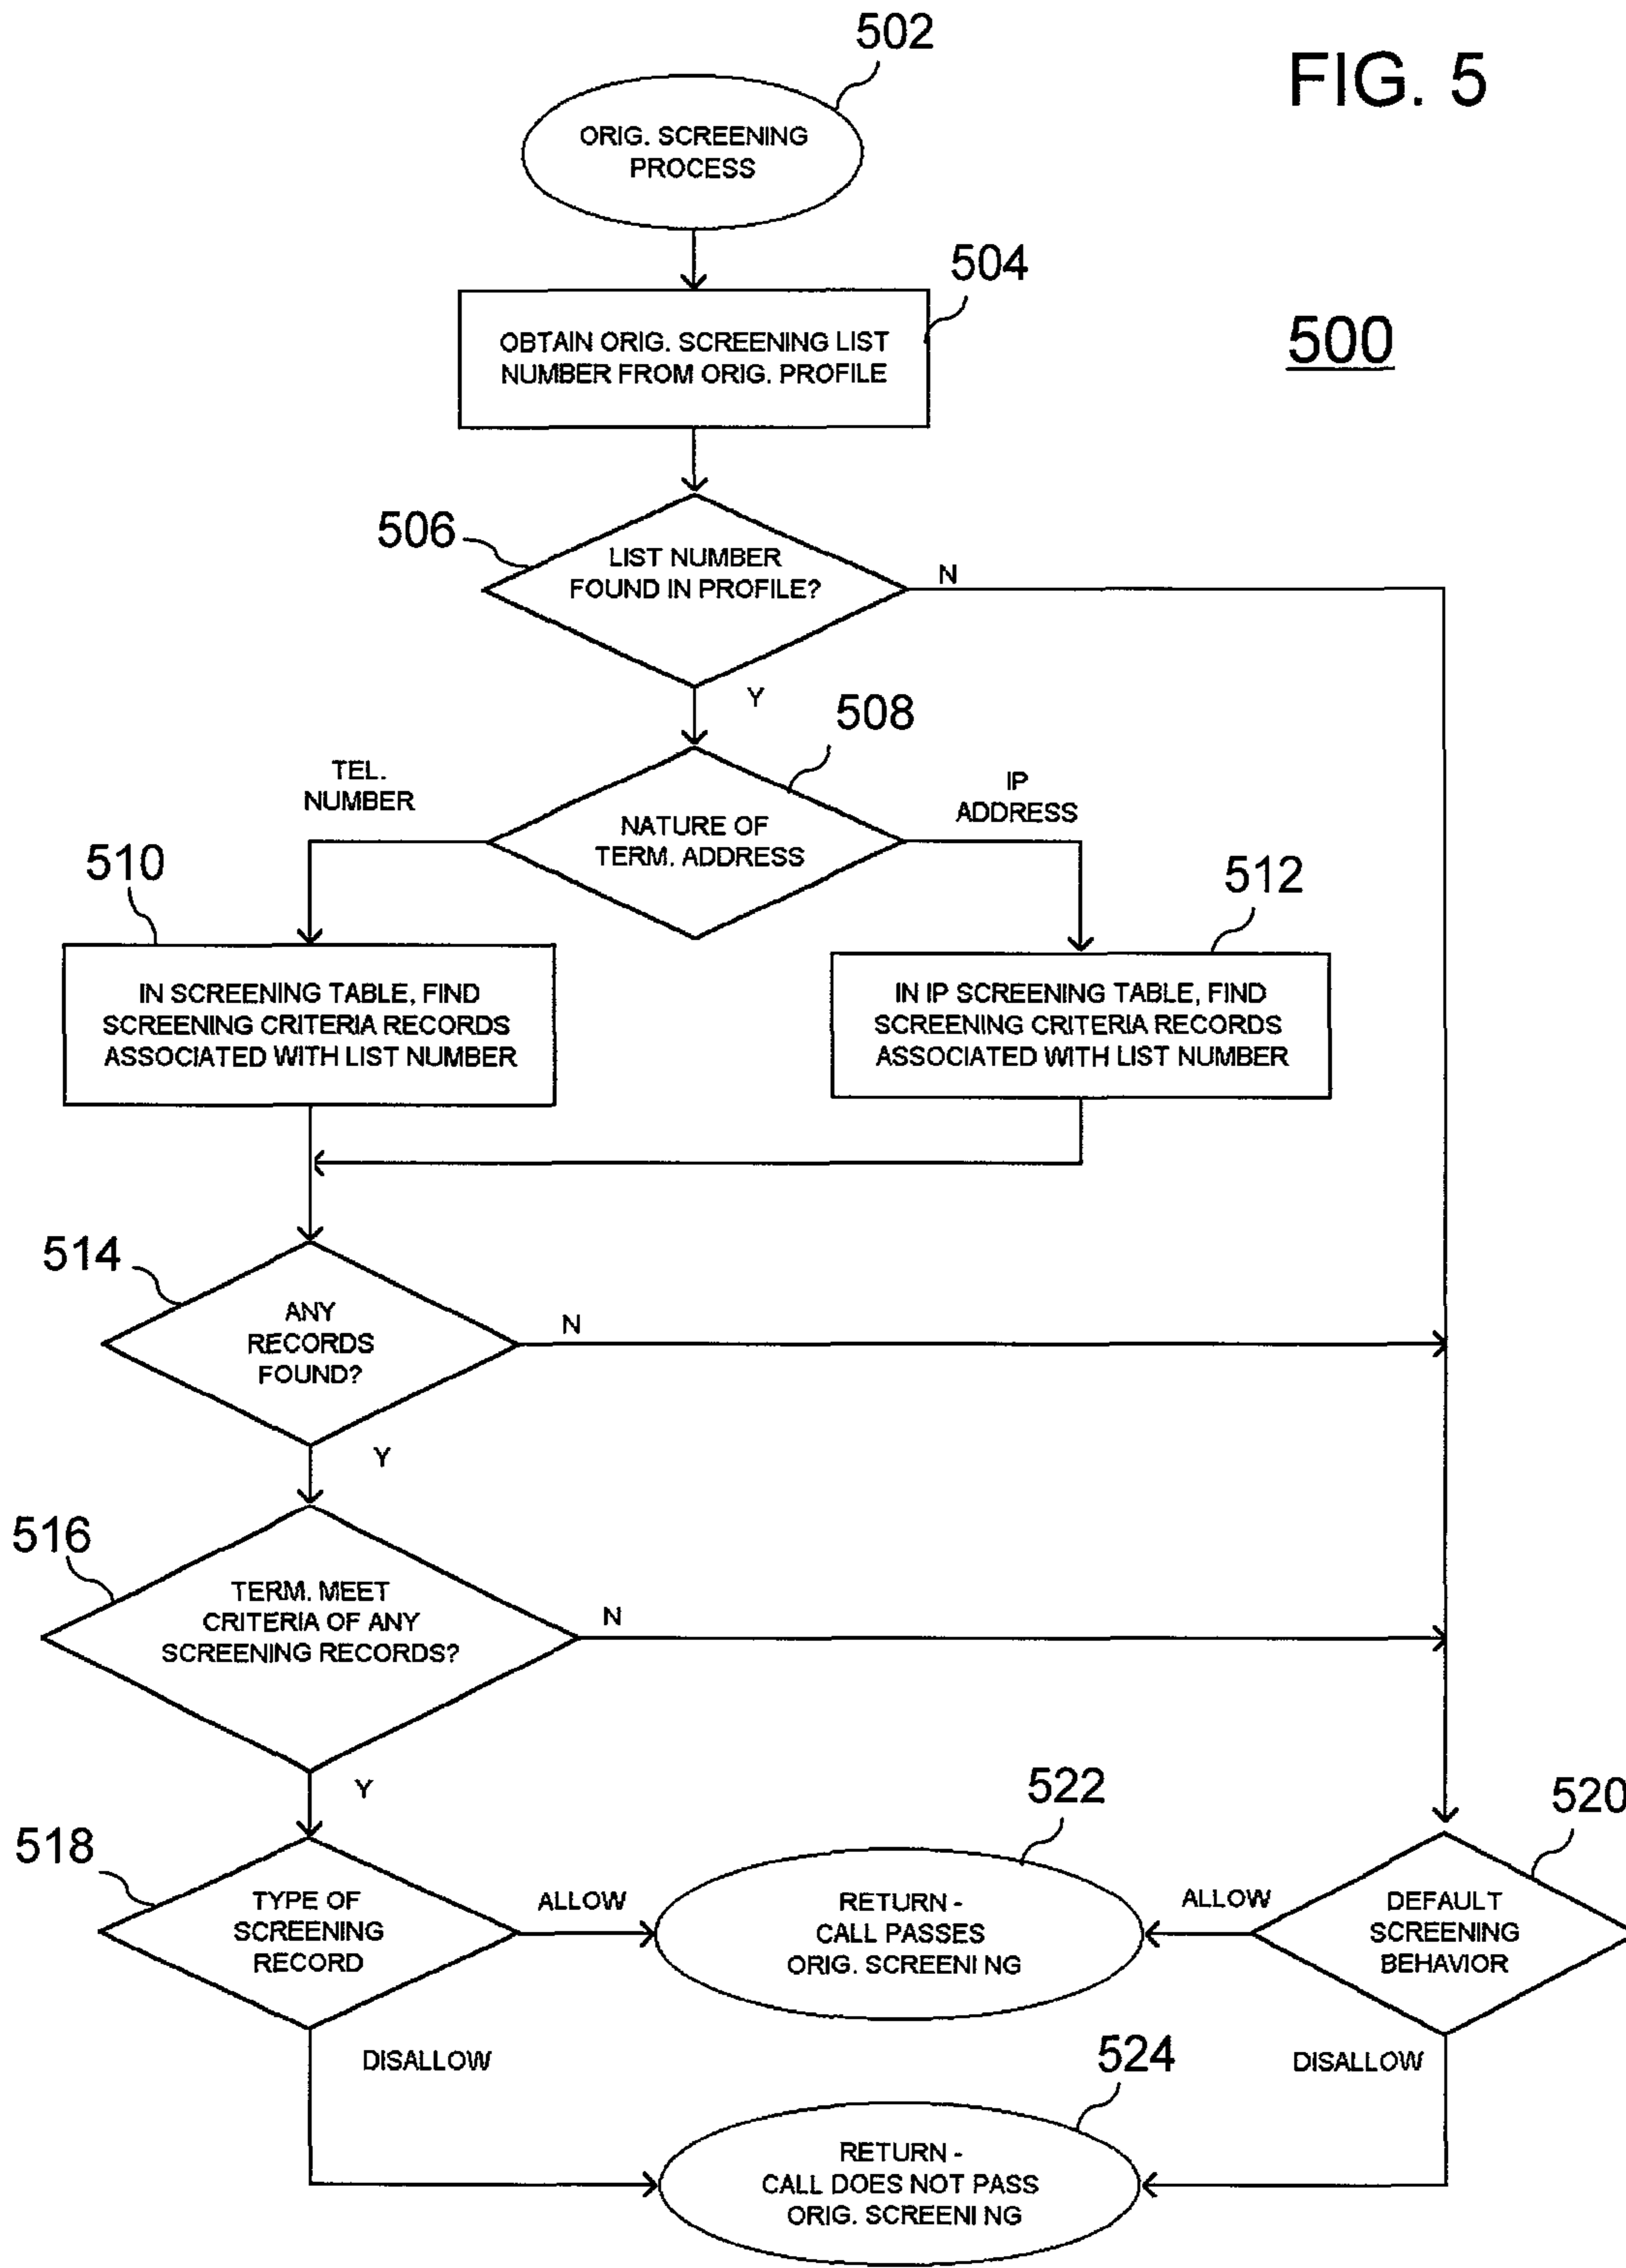 FIG. 5
500
502
ORIG. SCREENING
PROCESS
504
OBTAIN ORIG. SCREENING LIST
NUMBER FROM ORIG. PROFILE
506
LIST NUMBER
FOUND IN PROFILE?
N
Y
508
NATURE OF
TERM. ADDRESS
TEL.
NUMBER
IP
ADDRESS
510
IN SCREENING TABLE, FIND
SCREENING CRITERIA RECORDS
ASSOCIATED WITH LIST NUMBER
512
IN IP SCREENING TABLE, FIND
SCREENING CRITERIA RECORDS
ASSOCIATED WITH LIST NUMBER
514
ANY
RECORDS
FOUND?
N
Y
516
TERM. MEET
CRITERIA OF ANY
SCREENING RECORDS?
N
Y
518
TYPE OF
SCREENING
RECORD
ALLOW
DISALLOW
522
RETURN -
CALL PASSES
ORIG. SCREENI NG
520
DEFAULT
SCREENING
BEHAVIOR
ALLOW
DISALLOW
524
RETURN -
CALL DOES NOT PASS
ORIG. SCREENI NG